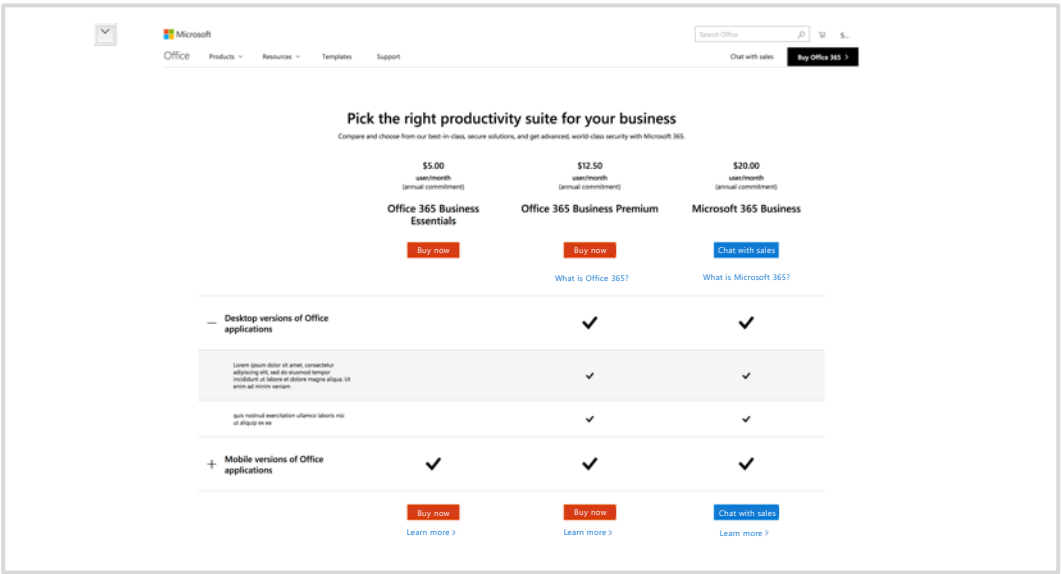 Microsoft
Search Office
$...
Office
Products
Resources
Templates
Support
Chat with sales
Buy Office 365 >
Pick the right productivity suite for your business
Compare and choose from our best-in-class, secure solutions, and get advanced, world-class security with Microsoft 365.
$5.00
user/month
(annual commitment)
Office 365 Business
Essentials
Buy now
$12.50
user/month
(annual commitment)
Office 365 Business Premium
Buy now
What is Office 365?
$20.00
user/month
(annual commitment)
Microsoft 365 Business
Chat with sales
What is Microsoft 365?
Desktop versions of Office
applications
Lorem ipsum dolor sit amet, consectetur
adipiscing elit, sed do eiusmod tempor
incididunt ut labore et dolore magna aliqua. Ut
enim ad minim veniam
quis nostrud exercitation ullamco laboris nisi
ut aliquip ex ea
Mobile versions of Office
applications
Buy now
Learn more >
Buy now
Learn more >
Chat with sales
Learn more >